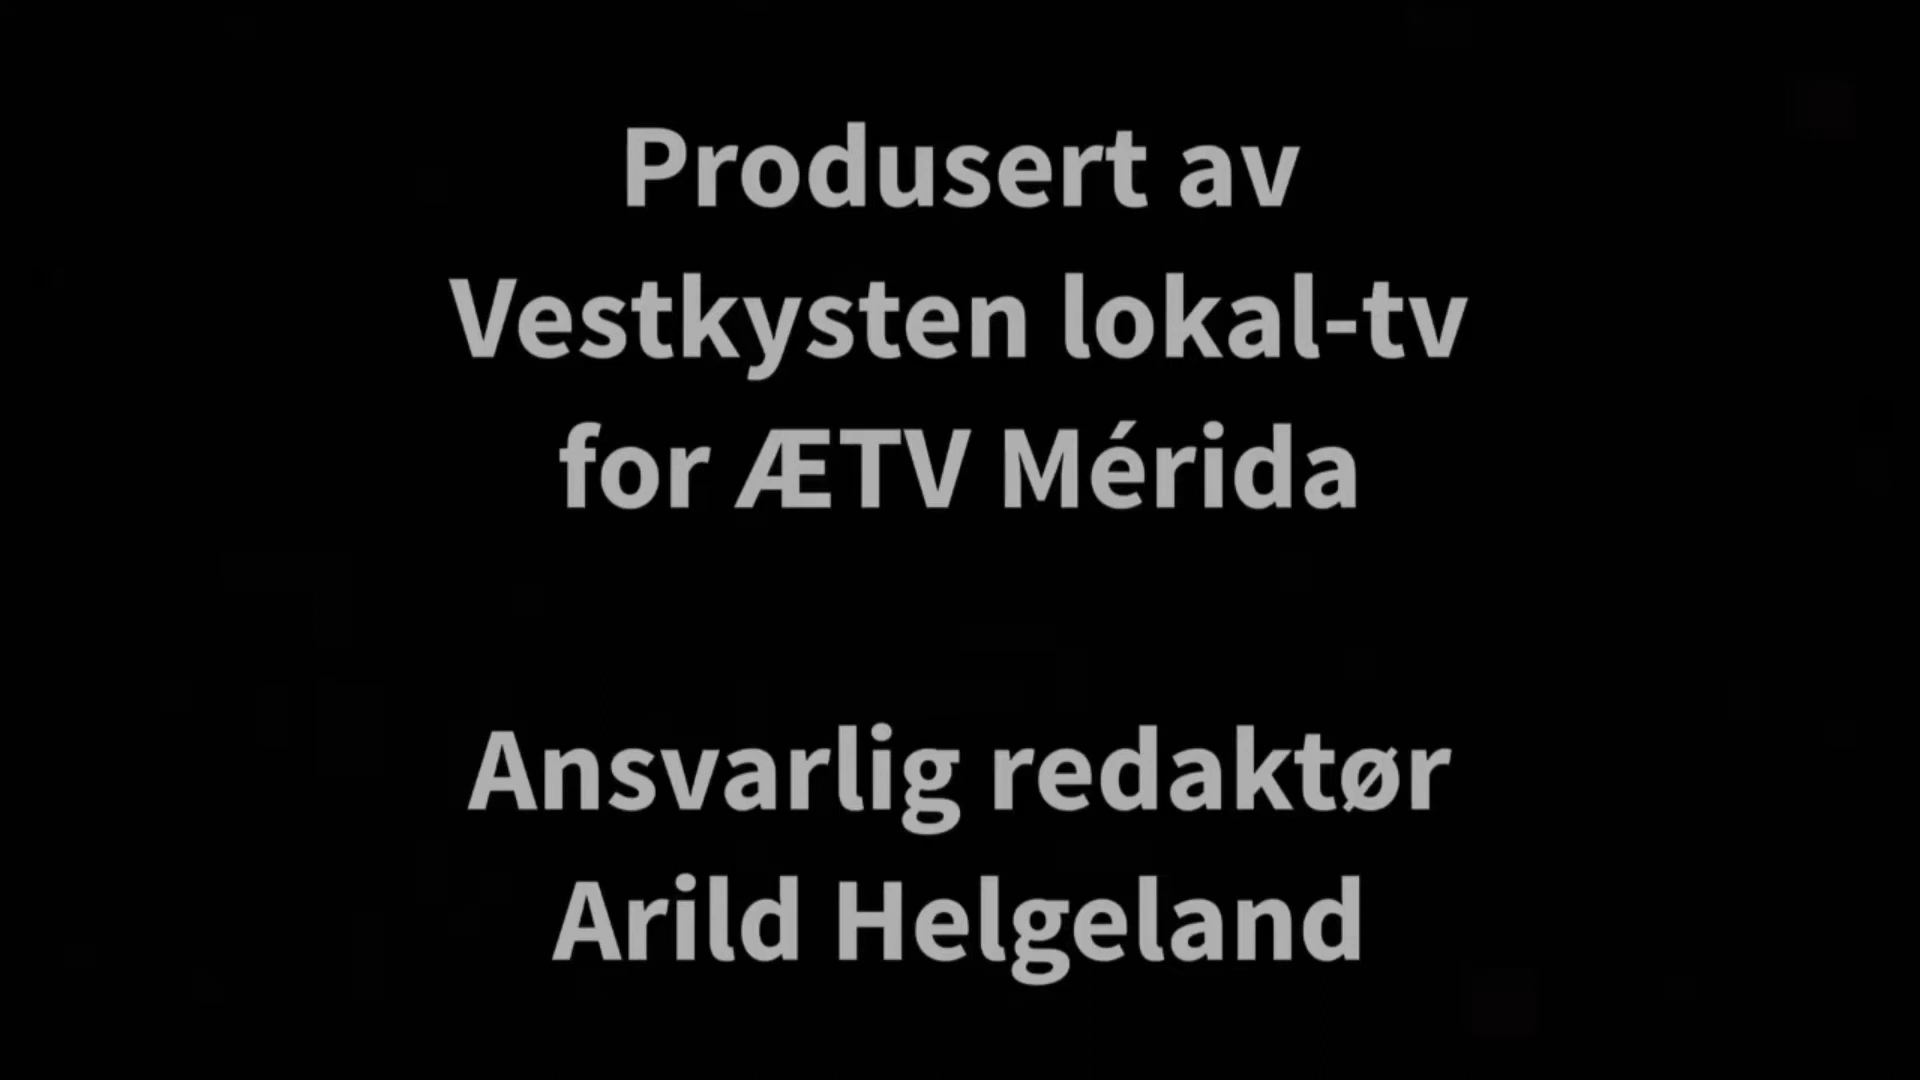 Produsert av
Vestkysten lokal-tv
for ÆTV Mérida
Ansvarlig redaktør
Arild Helgeland